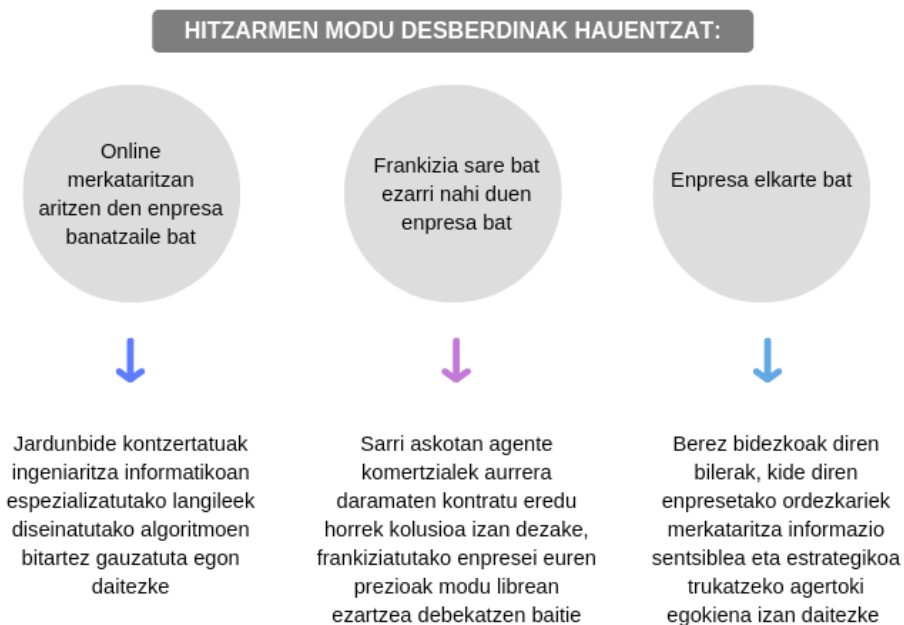 HITZARMEN MODU DESBERDINAK HAUENTZAT:
Online
merkataritzan
aritzen den enpresa
banatzaile bat
Frankizia sare bat
ezarri nahi duen
enpresa bat
Enpresa elkarte bat
Jardunbide kontzertatuak
ingeniaritza informatikoan
espezializatutako langileek
diseinatutako algoritmoen
bitartez gauzatuta egon
daitezke
Sarri askotan agente
komertzialek aurrera
daramaten kontratu eredu
horrek kolusioa izan dezake,
frankiziatutako enpresei euren
prezioak modu librean
ezartzea debekatzen baitie
Berez bidezkoak diren
bilerak, kide diren
enpresetako ordezkariek
merkataritza informazio
sentsiblea eta estrategikoa
trukatzeko agertoki
egokiena izan daitezke